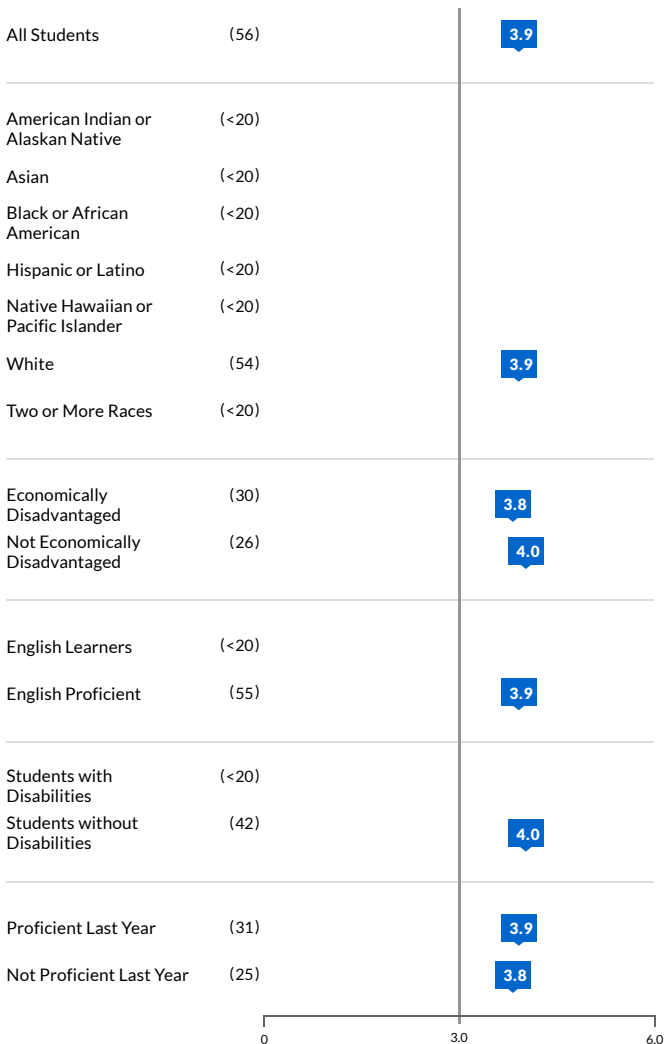 All Students (56) 3.9
American Indian or (<20)
Alaskan Native
Asian (<20)
Black or African (<20)
American
Hispanic or Latino (<20)
Native Hawaiian or (<20)
Pacific Islander
White (54) 3.9
Two or More Races (<20)
Economically (30) 3.8
Disadvantaged
Not Economically (26) 4.0
Disadvantaged
English Learners (<20)
English Proficient (55) 3.9
Students with (<20)
Disabilities
Students without (42) 4.0
Disabilities
Proficient Last Year (31) 3.9
Not Proficient Last Year (25) 3.8
0 3.0 6.0